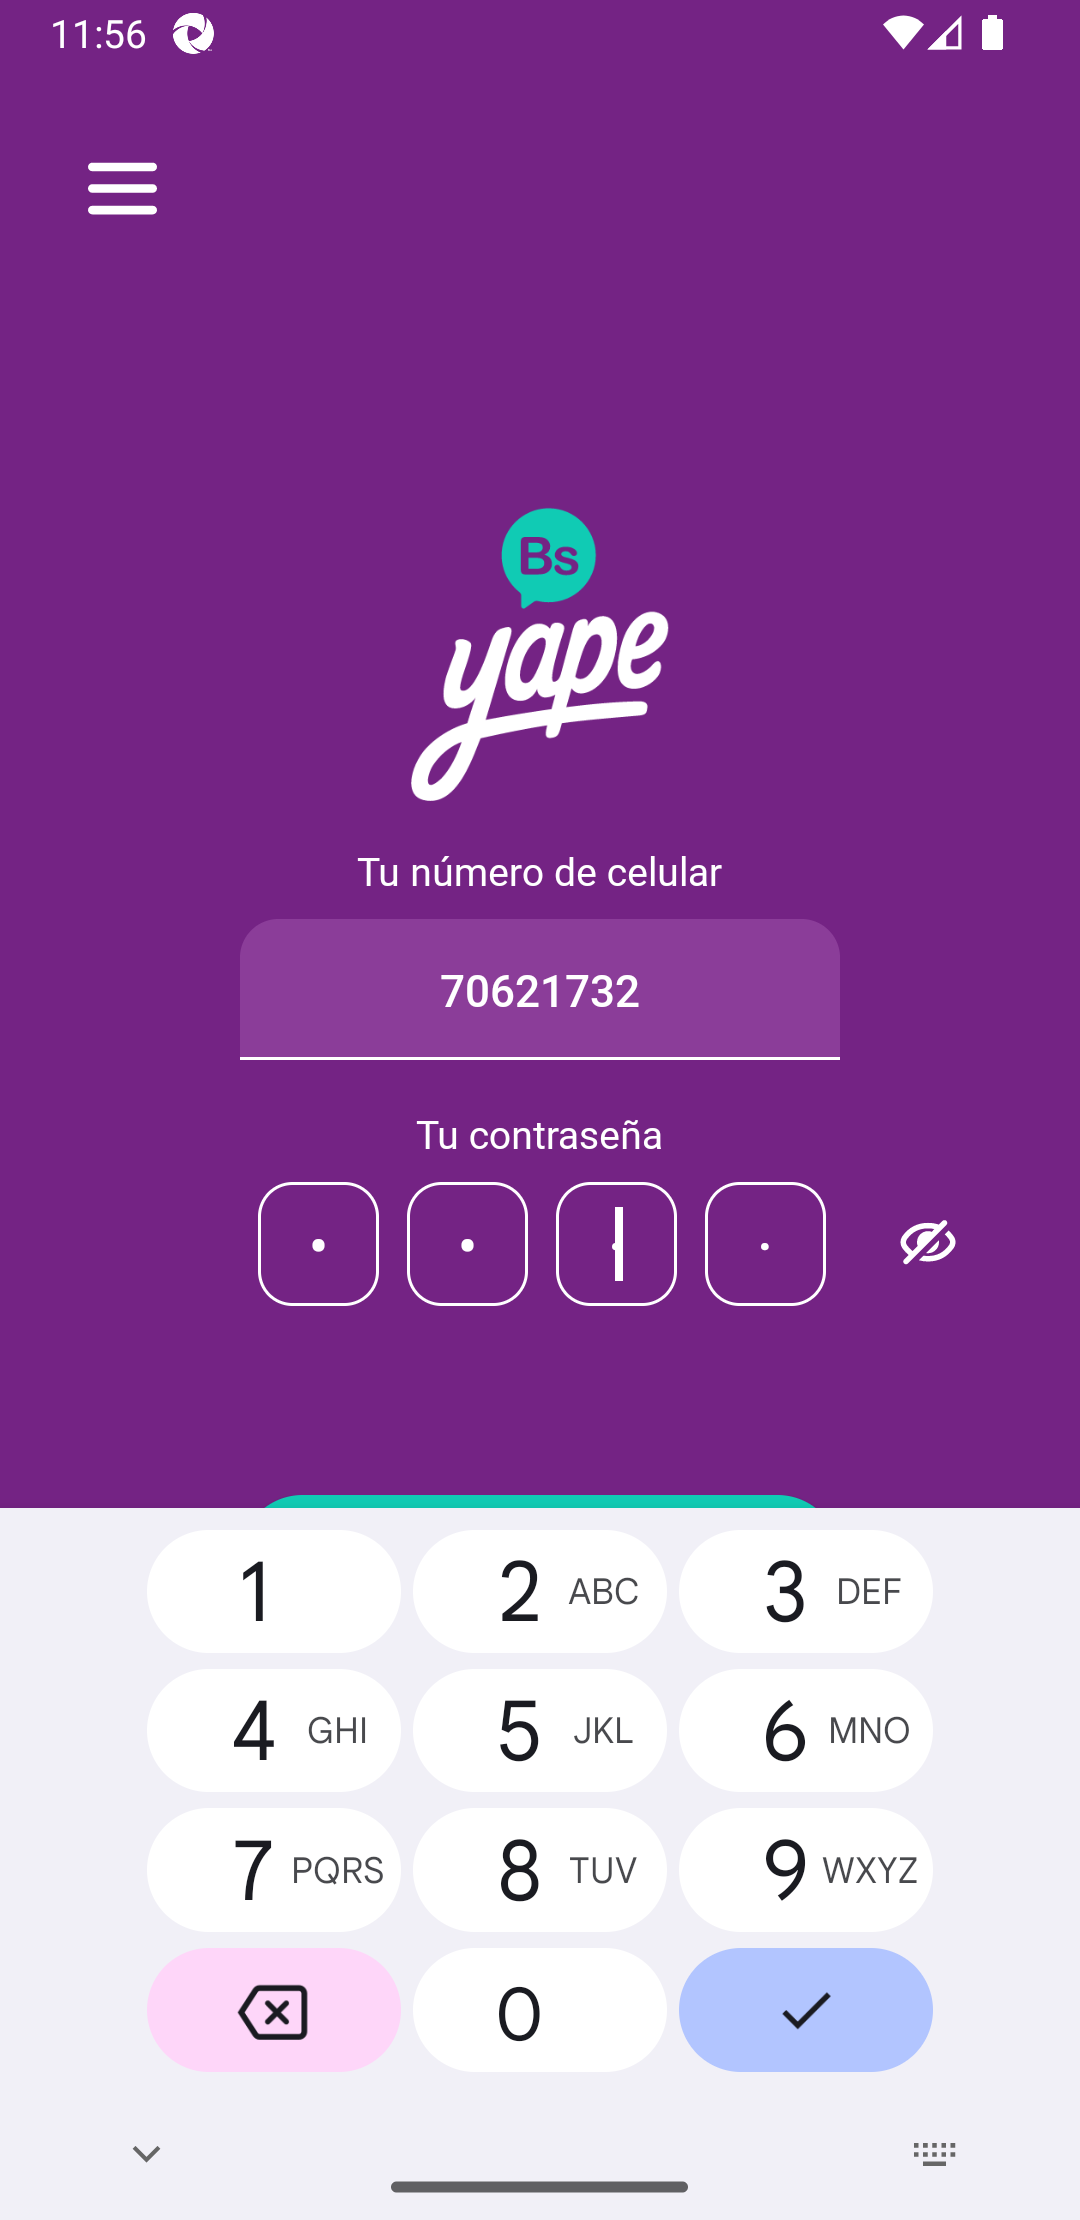 11:56
Bs
yape
Tu número de celular
70621732
Tu contraseña
1
2 ABC
3 DEF
4 GHI
5 JKL
6 MNO
7 PQRS
8 TUV
9 WXYZ
0